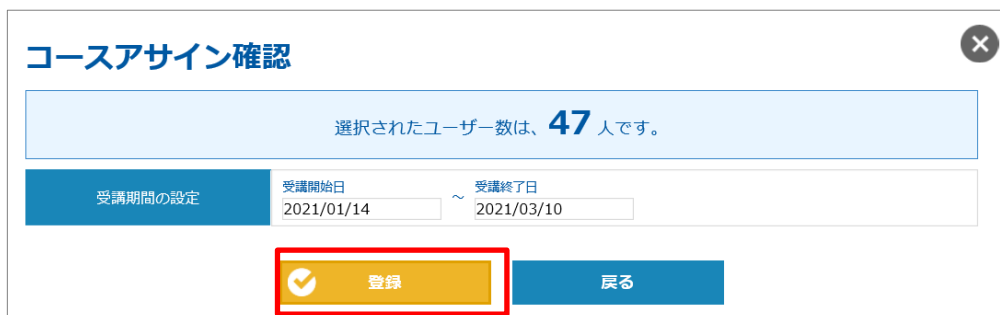 コースアサイン確認
選択されたユーザー数は、47 人です。
受講期間の設定
受講開始日 ～ 受講終了日
2021/01/14 2021/03/10
登録 戻る